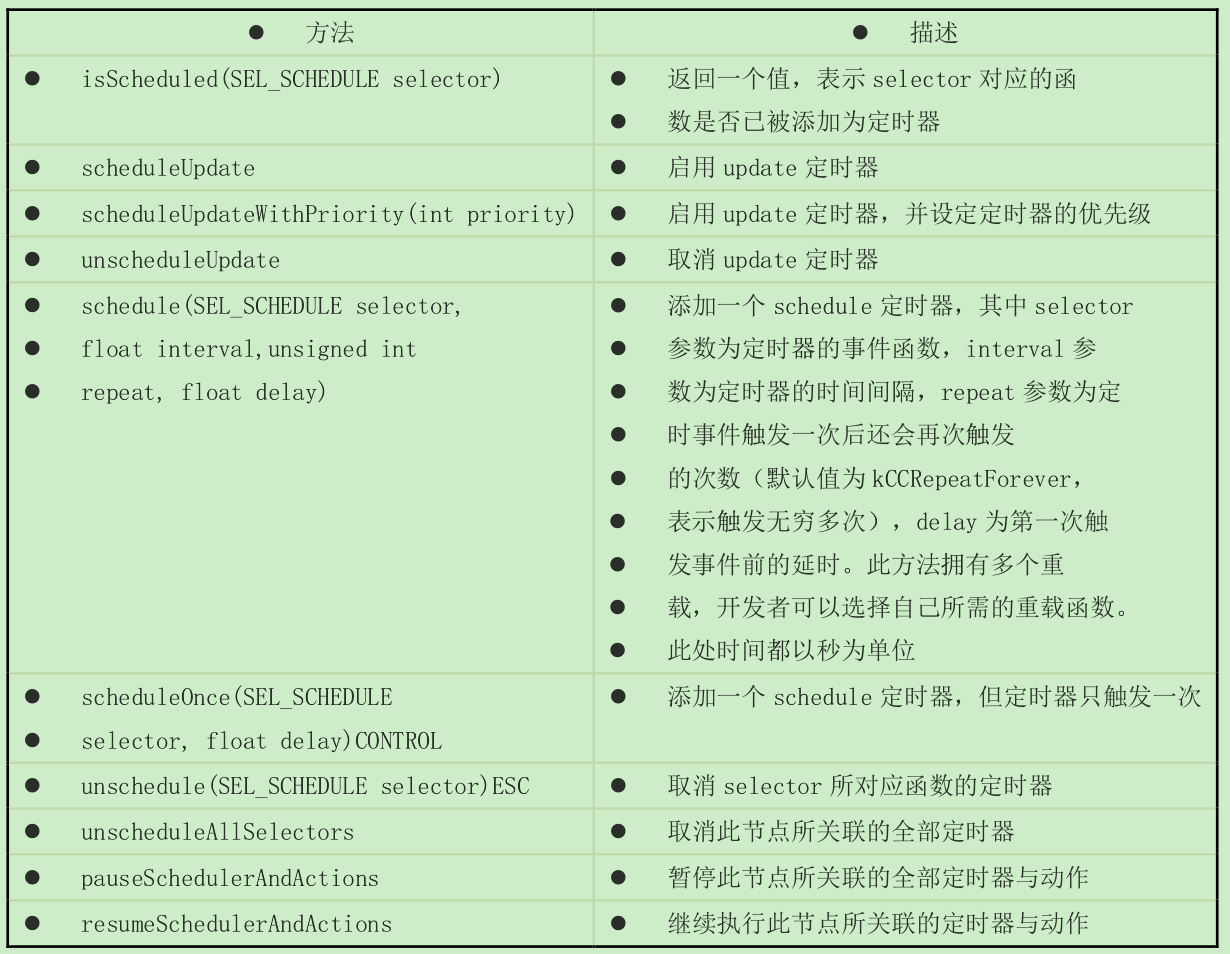 ● 方法
● 描述
● isScheduled(SEL_SCHEDULE selector)
● 返回一个值，表示 selector 对应的函
● 数是否已被添加为定时器
● scheduleUpdate
● 启用 update 定时器
● scheduleUpdateWithPriority(int priority)
● 启用 update 定时器，并设定定时器的优先级
● unscheduleUpdate
● 取消 update 定时器
● schedule(SEL_SCHEDULE selector,
● float interval,unsigned int
● repeat, float delay)
● 添加一个 schedule 定时器，其中 selector
● 参数为定时器的事件函数，interval 参
● 数为定时器的时间间隔，repeat 参数为定
● 时事件触发一次后还会再次触发
● 的次数（默认值为 kCCRepeatForever，
● 表示触发无穷多次），delay 为第一次触
● 发事件前的延时。此方法拥有多个重
● 载，开发者可以选择自己所需的重载函数。
● 此处时间都以秒为单位
● scheduleOnce(SEL_SCHEDULE
● selector, float delay)CONTROL
● 添加一个 schedule 定时器，但定时器只触发一次
● unschedule(SEL_SCHEDULE selector)ESC
● 取消 selector 所对应函数的定时器
● unscheduleAllSelectors
● 取消此节点所关联的全部定时器
● pauseSchedulerAndActions
● 暂停此节点所关联的全部定时器与动作
● resumeSchedulerAndActions
● 继续执行此节点所关联的定时器与动作